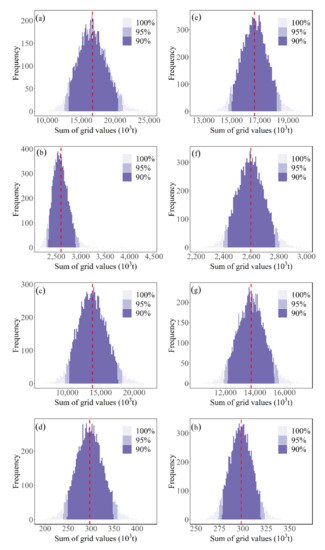 (a)
100%
95%
90%
200
150
100
50
0
Frequency
10,000 15,000 20,000 25,000
Sum of grid values (10³t)
(e)
100%
95%
90%
300
200
100
0
Frequency
13,000 15,000 17,000 19,000
Sum of grid values (10³t)
(b)
100%
95%
90%
400
300
200
100
0
Frequency
2,500 3,000 3,500 4,000 4,500
Sum of grid values (10³t)
(f)
100%
95%
90%
300
200
100
0
Frequency
2,200 2,400 2,600 2,800 3,000
Sum of grid values (10³t)
(c)
100%
95%
90%
300
200
100
0
Frequency
10,000 15,000 20,000
Sum of grid values (10³t)
(g)
100%
95%
90%
200
150
100
50
0
Frequency
12,000 14,000 16,000
Sum of grid values (10³t)
(d)
100%
95%
90%
200
100
0
Frequency
200 250 300 350 400
Sum of grid values (10³t)
(h)
100%
95%
90%
300
200
100
0
Frequency
250 275 300 325 350
Sum of grid values (10³t)